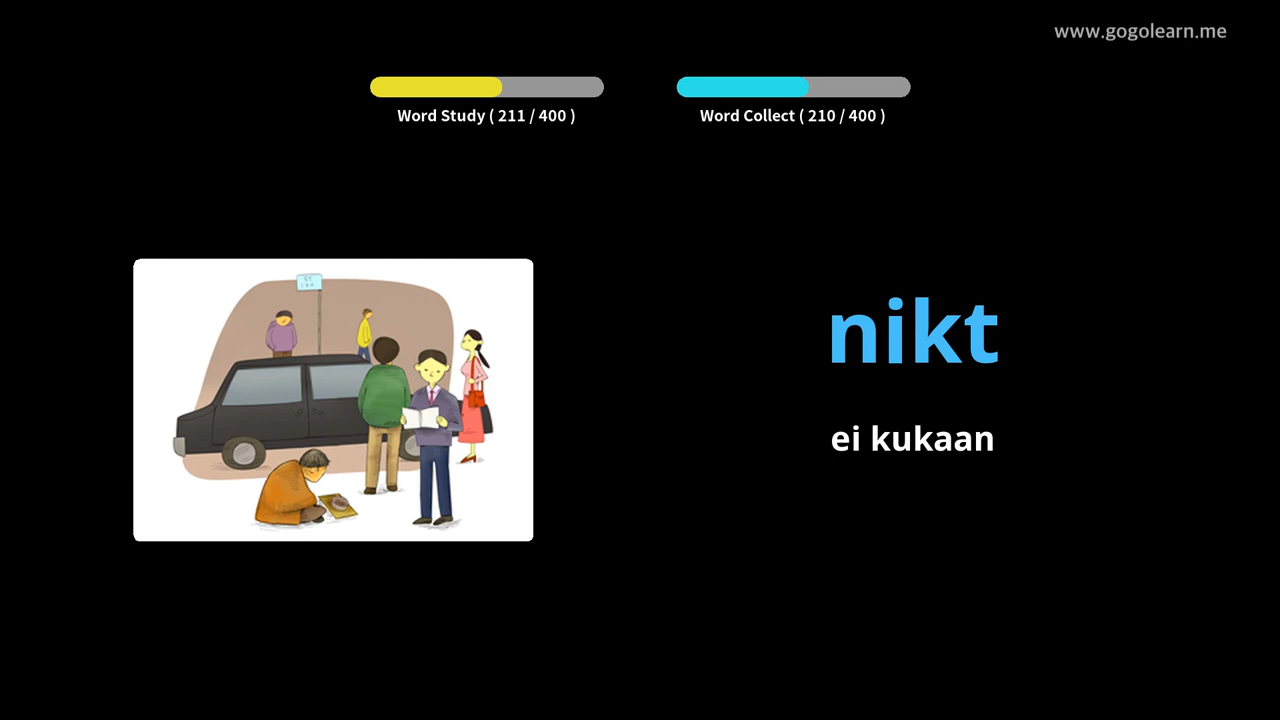 www.gogolearn.me
Word Study ( 211 / 400 )
Word Collect ( 210 / 400 )
nikt
ei kukaan